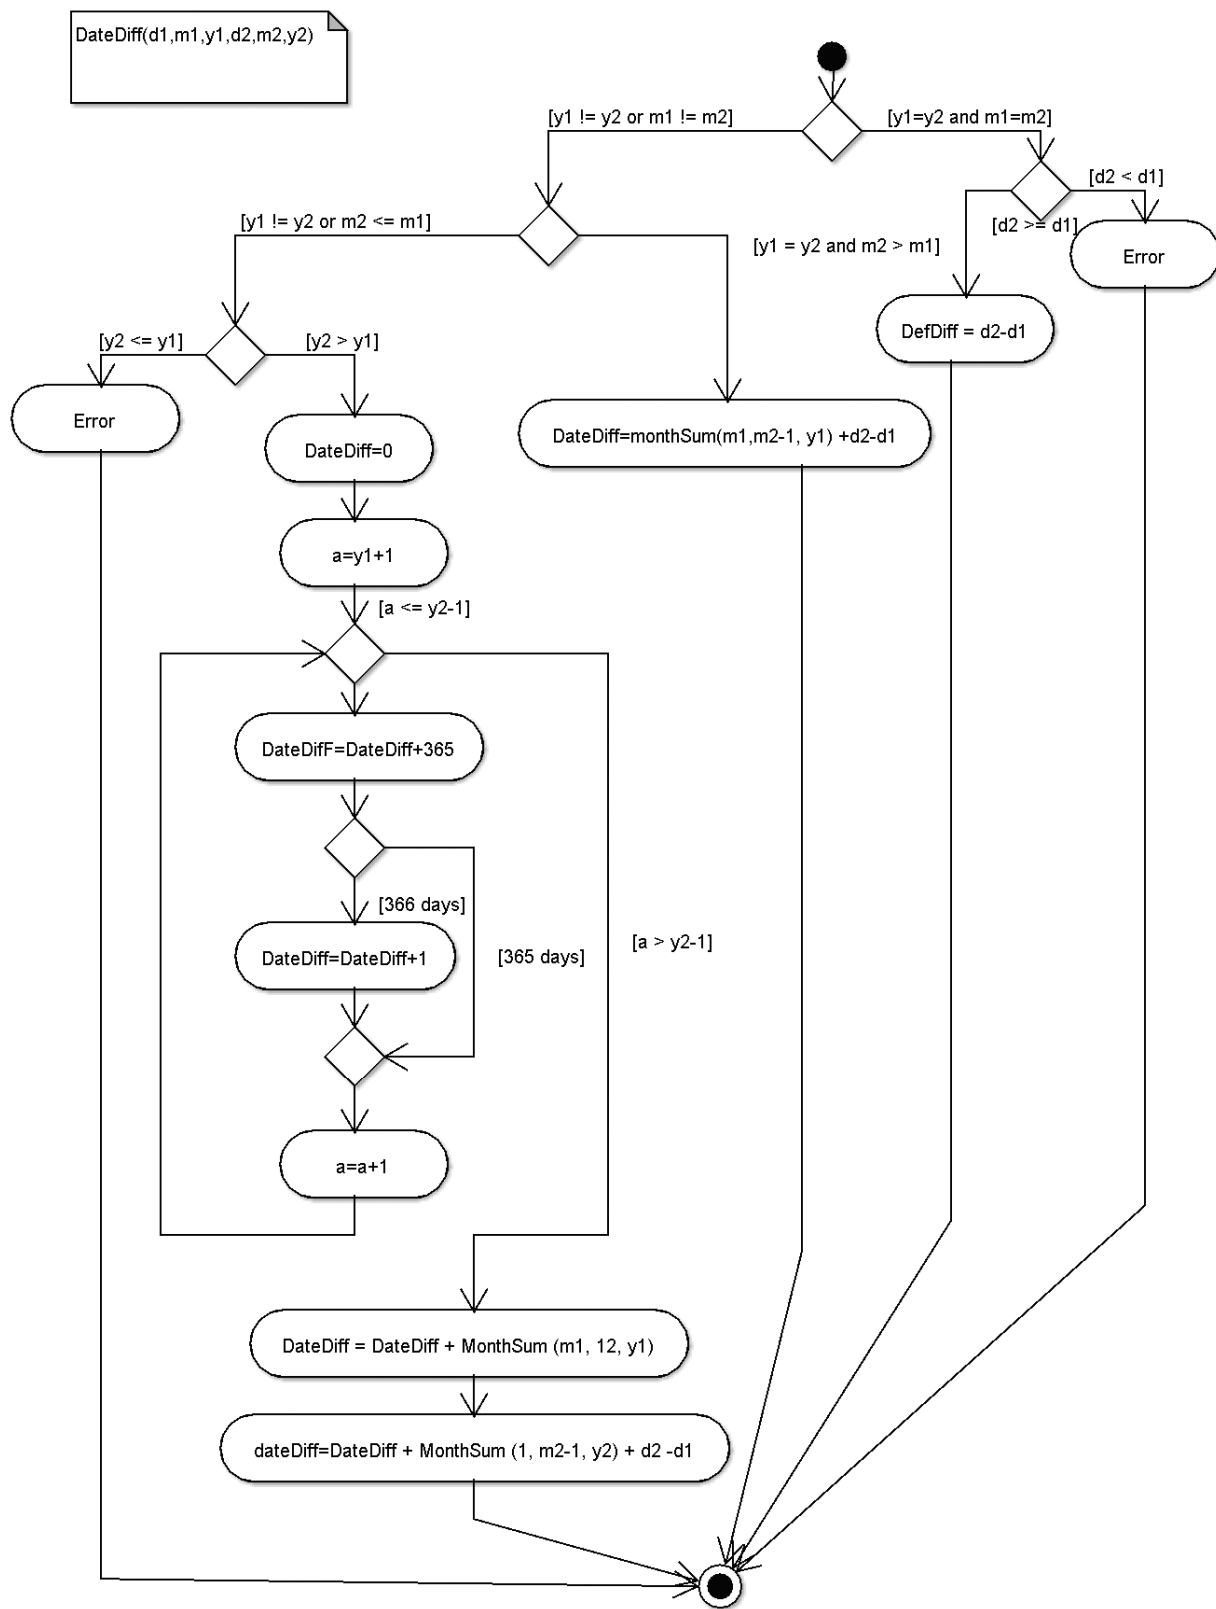 DateDiff(d1,m1,y1,d2,m2,y2)
[y1 != y2 or m1 != m2]
[y1=y2 and m1=m2]
[d2 < d1]
[y1 != y2 or m2 <= m1]
[y1 = y2 and m2 > m1]
[d2 >= d1]
Error
DefDiff = d2-d1
[y2 <= y1]
[y2 > y1]
Error
DateDiff=0
DateDiff=monthSum(m1,m2-1, y1) +d2-d1
a=y1+1
[a <= y2-1]
DateDifF=DateDiff+365
[366 days]
[365 days]
[a > y2-1]
DateDiff=DateDiff+1
a=a+1
DateDiff = DateDiff + MonthSum (m1, 12, y1)
dateDiff=DateDiff + MonthSum (1, m2-1, y2) + d2 -d1